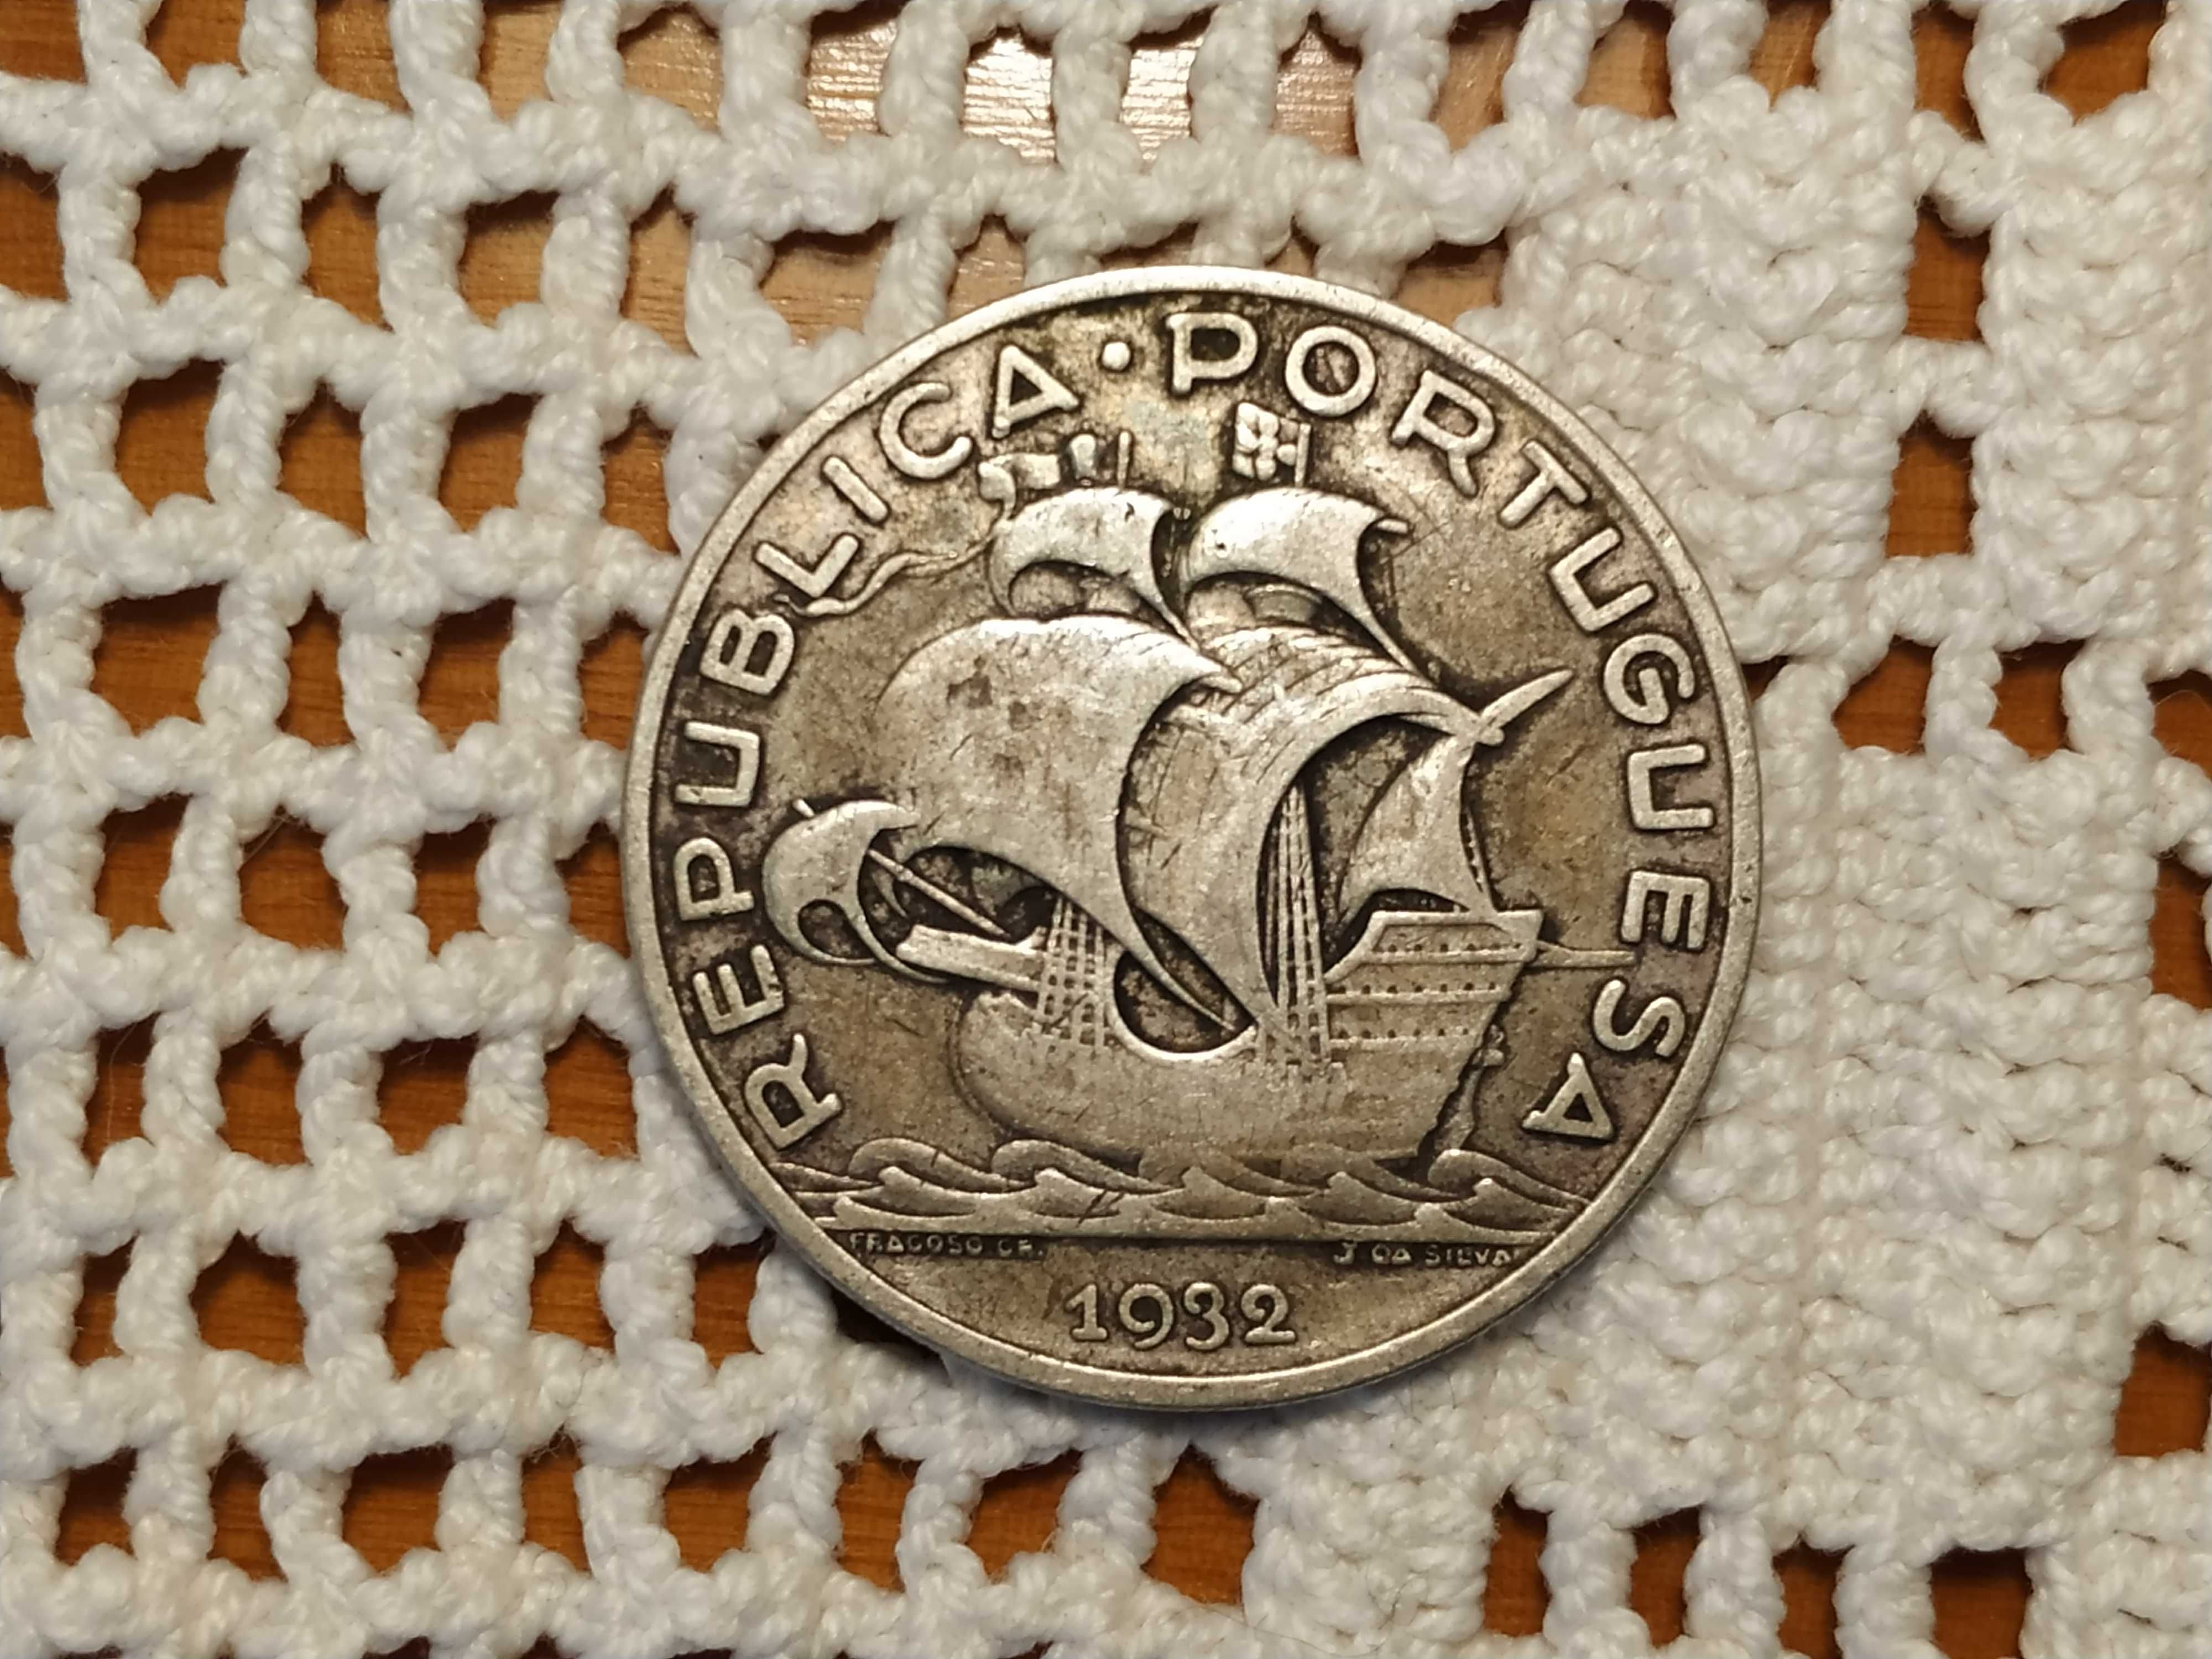 REPUBLICA · PORTUGUESA
FRAGOSO GR. J DA SILVA
1932